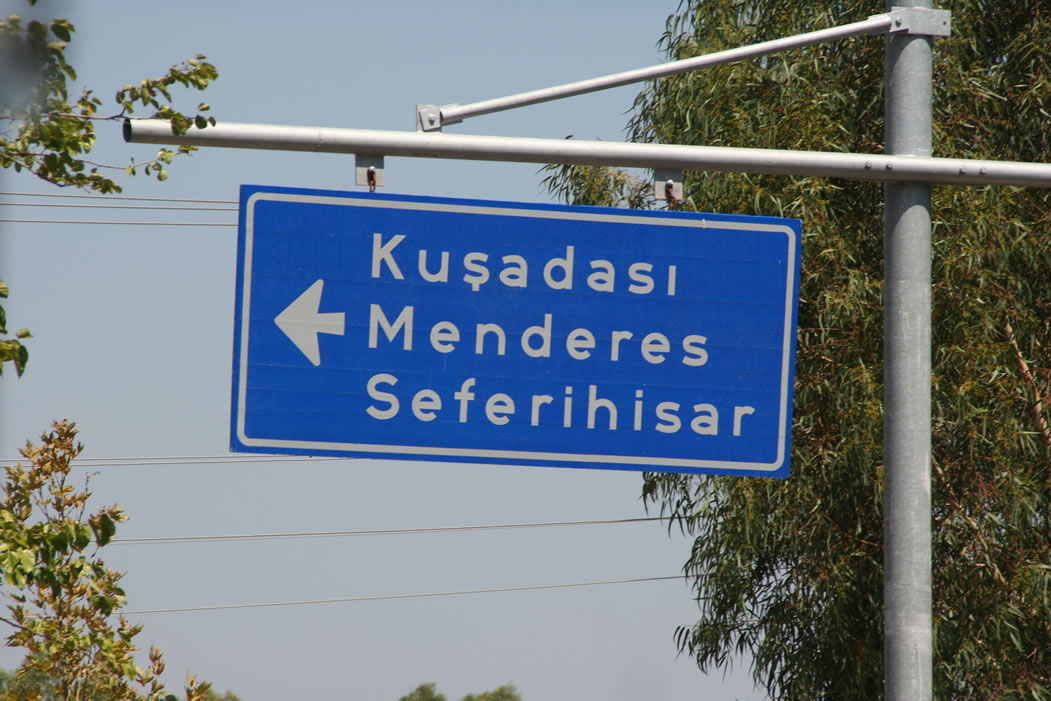 Kuşadası
Menderes
Seferihisar